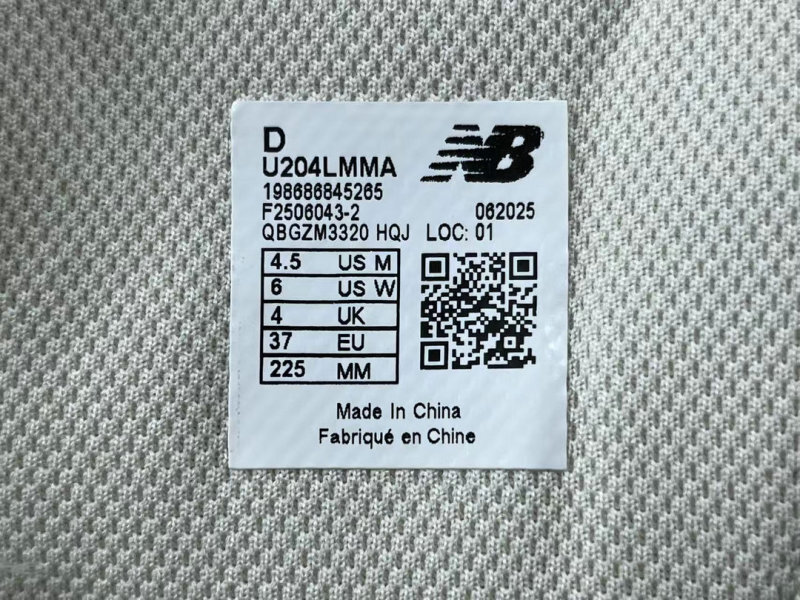 D
NB
U204LMMA
198686845265
F2506043-2 062025
QBGZM3320 HQJ LOC: 01
4.5 US M
6 US W
4 UK
37 EU
225 MM
Made In China
Fabriqué en Chine